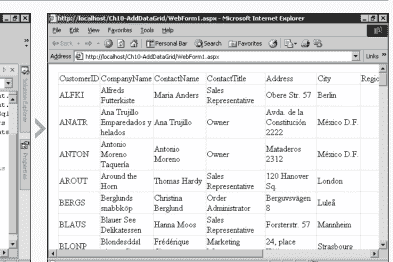 http://localhost/Ch10-AddDataGrid/WebForm1.aspx - Microsoft Internet Explorer
File Edit View Favorites Tools Help
Back Personal Bar Search Favorites
Address http://localhost/Ch10-AddDataGrid/WebForm1.aspx Links
CustomerID CompanyName ContactName ContactTitle Address City Regio
ALFKI Alfreds Futterkiste Maria Anders Sales Representative Obere Str. 57 Berlin
ANATR Ana Trujillo Emparedados y helados Ana Trujillo Owner Avda. de la Constitución 2222 México D.F.
ANTON Antonio Moreno Taquería Antonio Moreno Owner Mataderos 2312 México D.F.
AROUT Around the Horn Thomas Hardy Sales Representative 120 Hanover Sq. London
BERGS Berglunds snabbköp Christina Berglund Order Administrator Berguvsvägen 8 Luleå
BLAUS Blauer See Delikatessen Hanna Moos Sales Representative Forsterstr. 57 Mannheim
BLONP Blondesddsl Frédérique Marketing 24, place Strasbourg
Properties